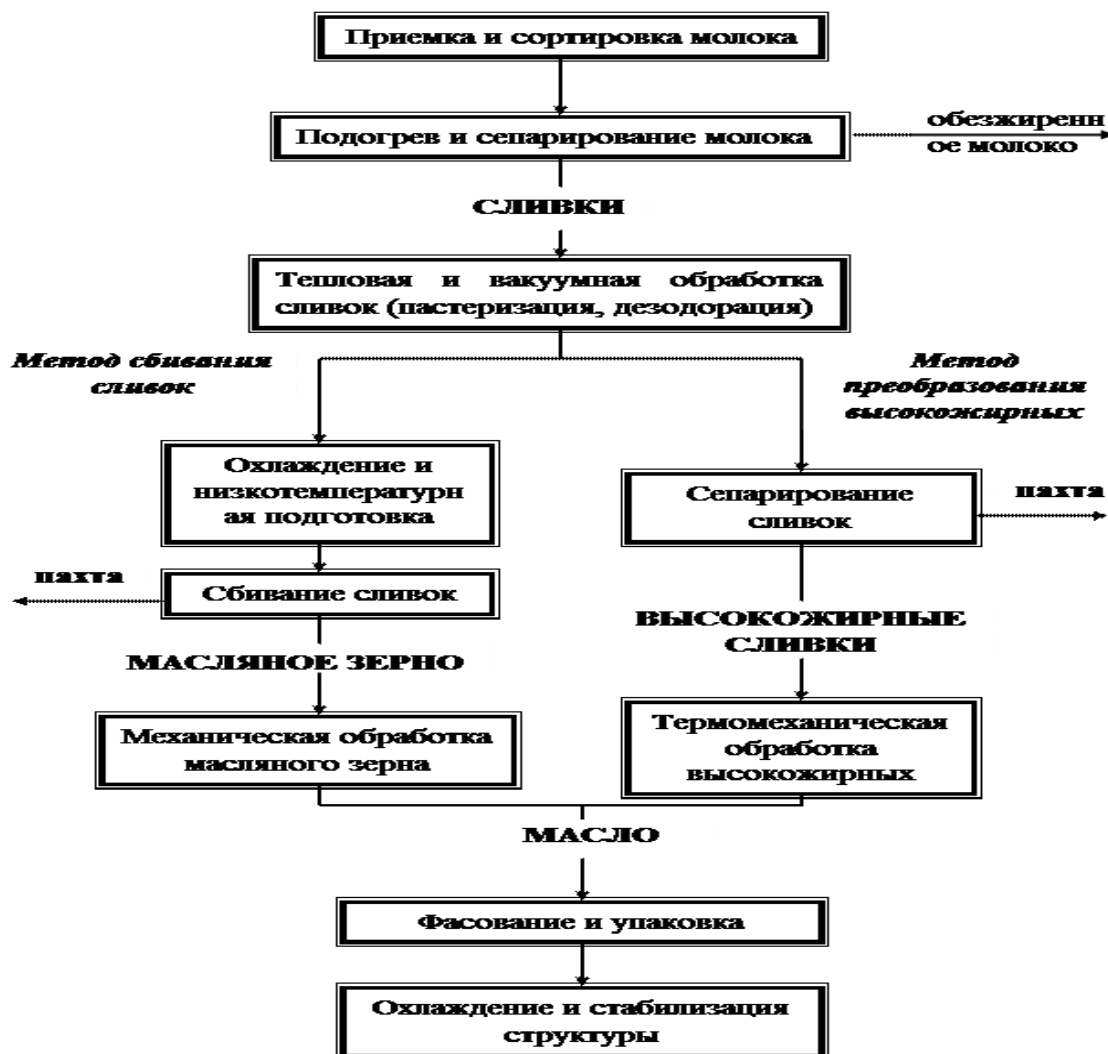 Приемка и сортировка молока
Подогрев и сепарирование молока
обезжиренн
ое молоко
СЛИВКИ
Тепловая и вакуумная обработка
сливок (пастеризация, дезодорация)
Метод сбивания
сливок
Метод
преобразования
высокожирных
Охлаждение и
низкотемпературн
ая подготовка
Сепарирование
сливок
пахта
пахта
Сбивание сливок
ВЫСОКОЖИРНЫЕ
СЛИВКИ
МАСЛЯНОЕ ЗЕРНО
Механическая обработка
масляного зерна
Термомеханическая
обработка
высокожирных
МАСЛО
Фасование и упаковка
Охлаждение и стабилизация
структуры